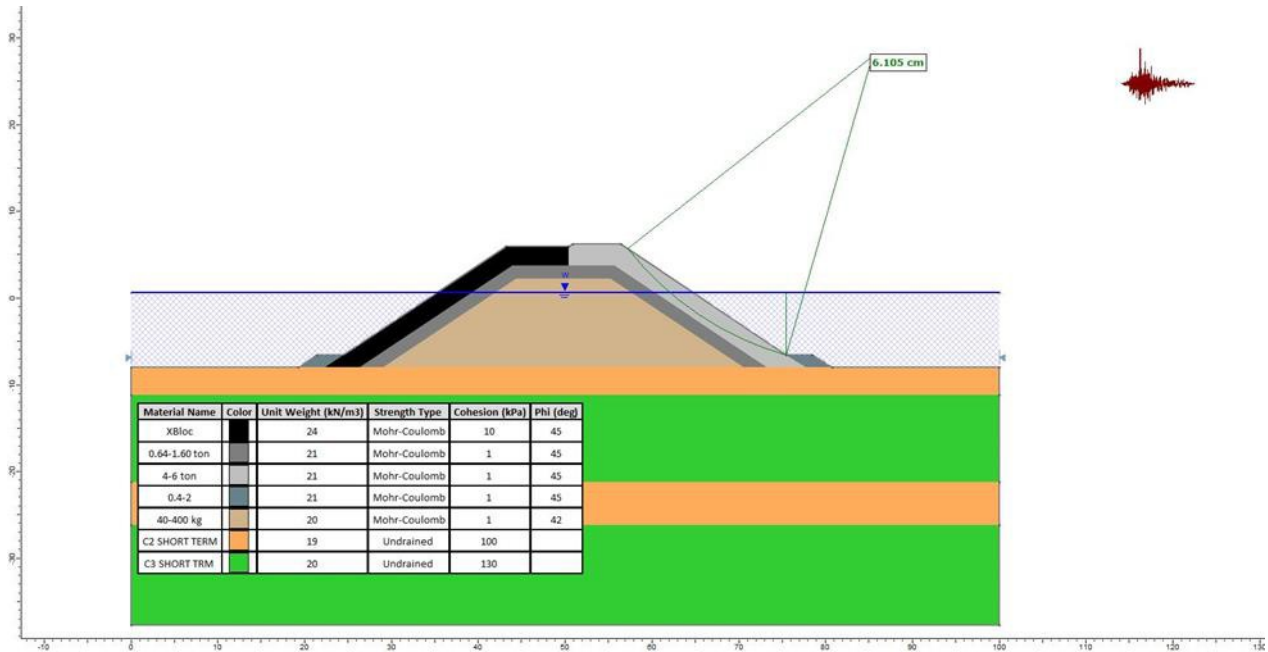 30
20
10
0
-10
-20
-30
6.105 cm
W
Material Name Color Unit Weight (kN/m3) Strength Type Cohesion (kPa) Phi (deg)
XBloc 24 Mohr-Coulomb 10 45
0.64-1.60 ton 21 Mohr-Coulomb 1 45
4-6 ton 21 Mohr-Coulomb 1 45
0.4-2 21 Mohr-Coulomb 1 45
40-400 kg 20 Mohr-Coulomb 1 42
C2 SHORT TERM 19 Undrained 100
C3 SHORT TRM 20 Undrained 130
-10 0 10 20 30 40 50 60 70 80 90 100 110 120 130